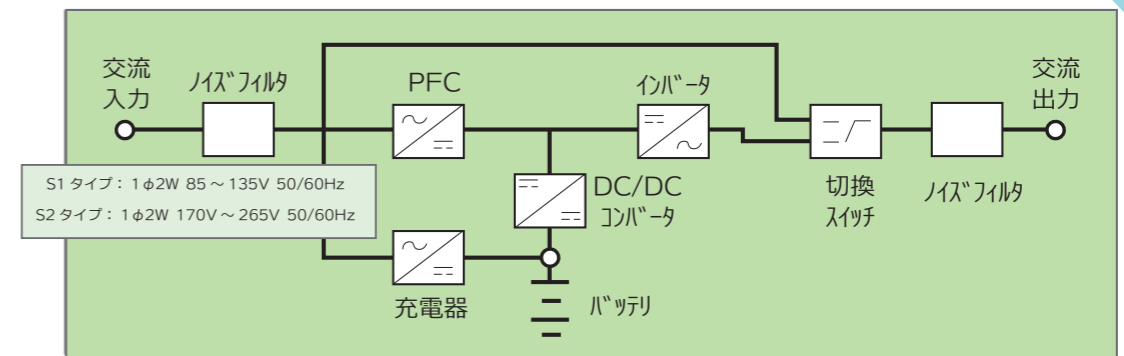 交流
入力
ﾉｲｽﾞﾌｨﾙﾀ
PFC
ｲﾝﾊﾞｰﾀ
交流
出力
S1 タイプ： 1φ2W 85～135V 50/60Hz
S2 タイプ： 1φ2W 170V～265V 50/60Hz
DC/DC
ｺﾝﾊﾞｰﾀ
切換
ｽｲｯﾁ
ﾉｲｽﾞﾌｨﾙﾀ
充電器
ﾊﾞｯﾃﾘ